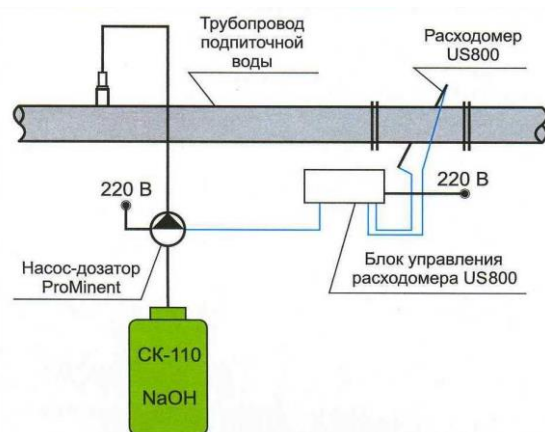 Трубопровод
подпиточной
воды
Расходомер
US800
220 В
220 В
Насос-дозатор
ProMinent
Блок управления
расходомера US800
СК-110
NaOH